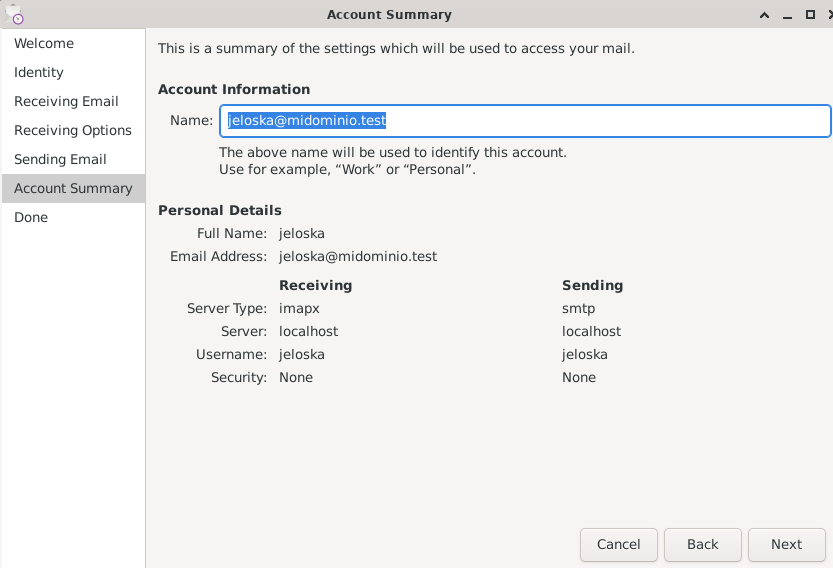 Account Summary
Welcome
Identity
Receiving Email
Receiving Options
Sending Email
Account Summary
Done
This is a summary of the settings which will be used to access your mail.
Account Information
Name: jeloska@midominio.test
The above name will be used to identify this account.
Use for example, “Work” or “Personal”.
Personal Details
Full Name: jeloska
Email Address: jeloska@midominio.test
Receiving Sending
Server Type: imapx smtp
Server: localhost localhost
Username: jeloska jeloska
Security: None None
Cancel Back Next